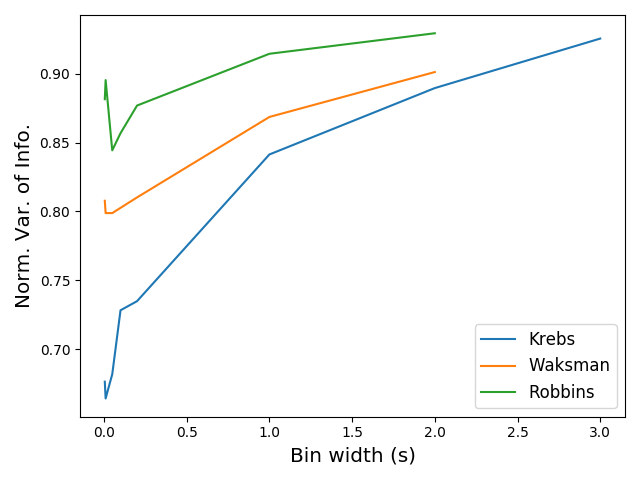 0.90
0.85
0.80
0.75
0.70
Norm. Var. of Info.
Krebs
Waksman
Robbins
0.0 0.5 1.0 1.5 2.0 2.5 3.0
Bin width (s)